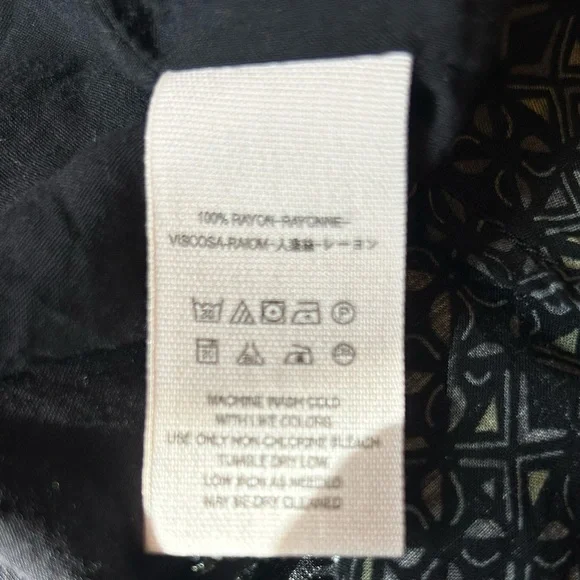 100% RAYON-RAYONNE-
VISCOSA-RAIOM-人造絲-レーヨン
30
P
MACHINE WASH COLD
WITH LIKE COLORS
USE ONLY NON-CHLORINE BLEACH
TUMBLE DRY LOW
LOW IRON AS NEEDED
MAY BE DRY CLEANED